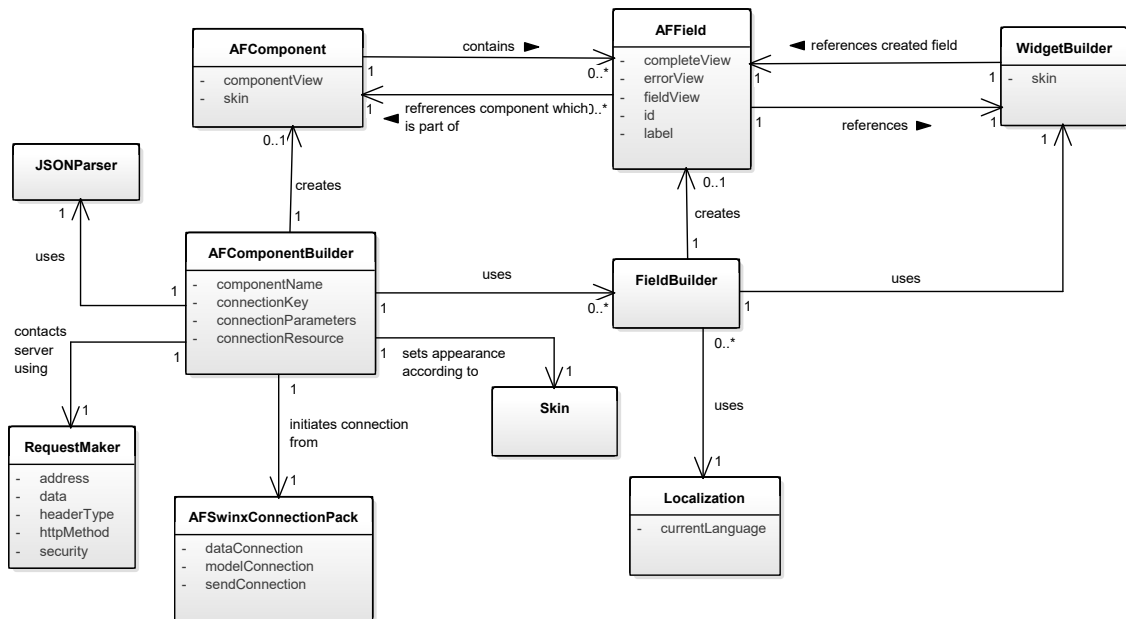 AFComponent
- componentView
- skin
contains ►
1
0..*
AFField
- completeView
- errorView
- fieldView
- id
- label
◄ references created field
1
1
WidgetBuilder
- skin
1
◄ refrerences component which
is part of
0..*
1
references ►
1
0..1
creates
1
JSONParser
1
uses
1
AFComponentBuilder
- componentName
- connectionKey
- connectionParameters
- connectionResource
uses
1
0..*
0..1
creates
1
FieldBuilder
1
uses
1
contacts
server
using
1
1
1
sets appearance
according to
1
Skin
0..*
uses
1
1
initiates connection
from
1
RequestMaker
- address
- data
- headerType
- httpMethod
- security
AFSwinxConnectionPack
- dataConnection
- modelConnection
- sendConnection
Localization
- currentLanguage